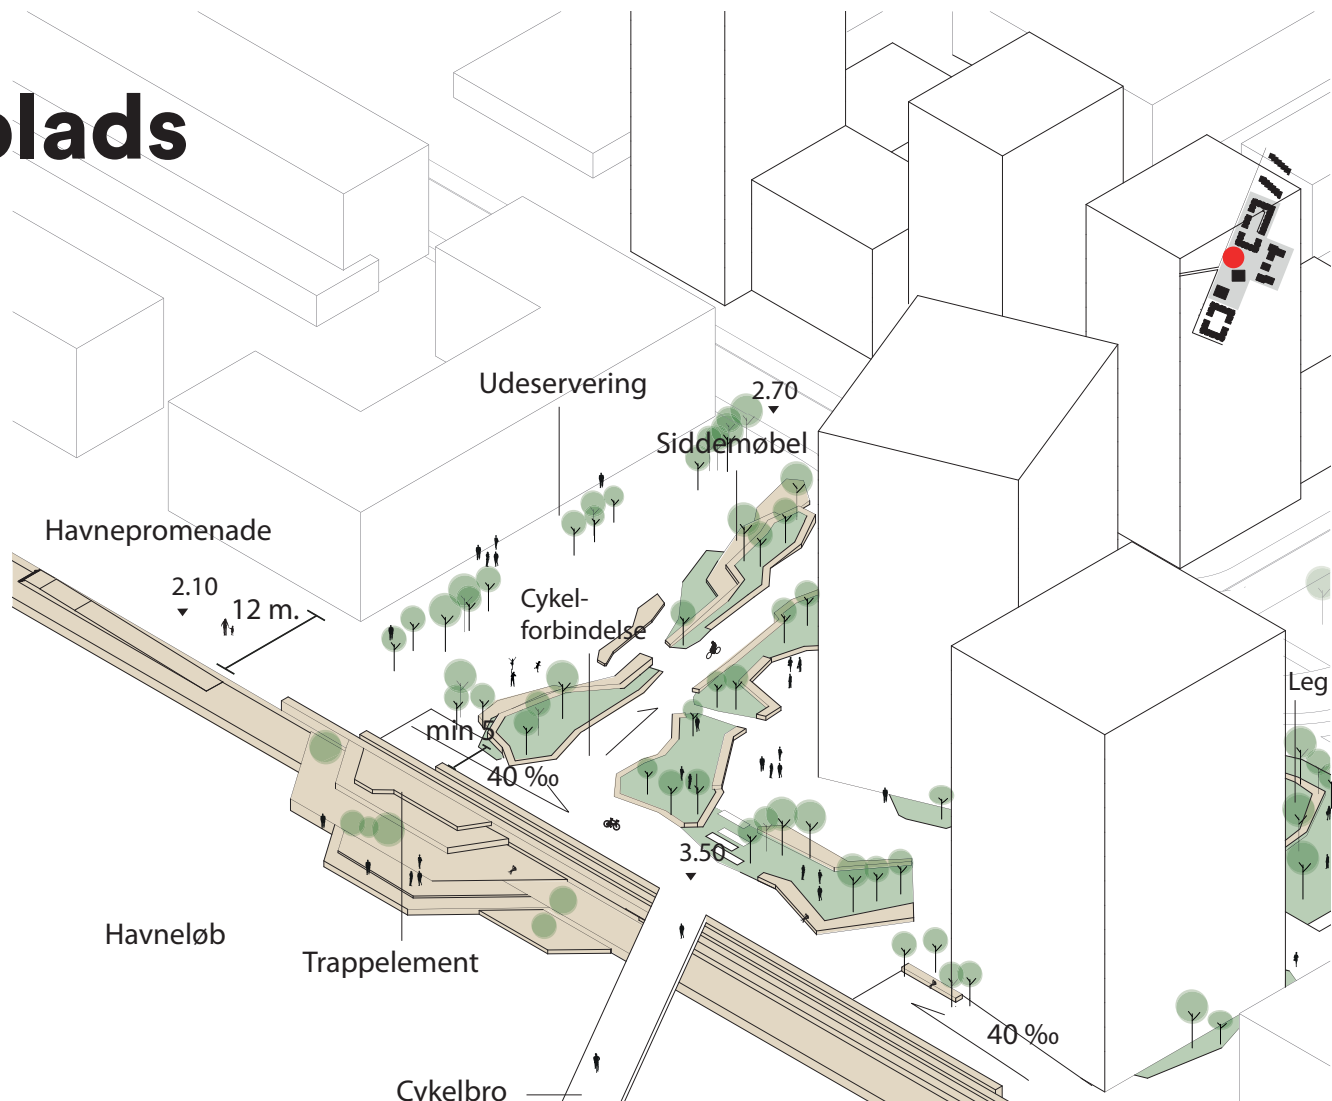 plads
2.70
Udeservering
Siddemøbel
Havnepromenade
2.10
12 m.
Cykel-
forbindelse
Leg
min 5
40 ‰
3.50
Havneløb
Trappelement
40 ‰
Cykelbro